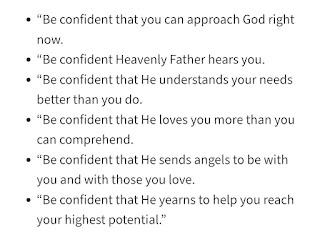 • “Be confident that you can approach God right
now.
• “Be confident Heavenly Father hears you.
• “Be confident that He understands your needs
better than you do.
• “Be confident that He loves you more than you
can comprehend.
• “Be confident that He sends angels to be with
you and with those you love.
• “Be confident that He yearns to help you reach
your highest potential.”